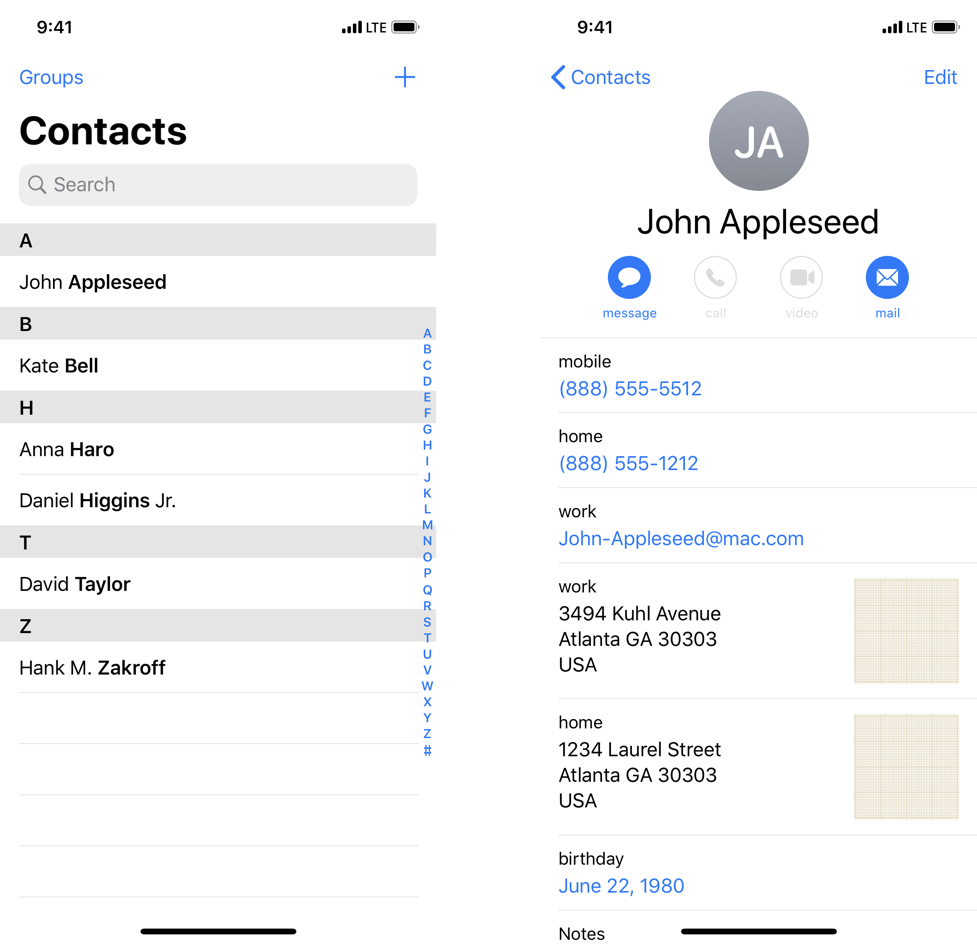 9:41
LTE
Groups
+
Contacts
Search
A
John Appleseed
B
Kate Bell
H
Anna Haro
Daniel Higgins Jr.
T
David Taylor
Z
Hank M. Zakroff
A
B
C
D
E
F
G
H
I
J
K
L
M
N
O
P
Q
R
S
T
U
V
W
X
Y
Z
#
9:41
LTE
Contacts
Edit
JA
John Appleseed
message call video mail
mobile
(888) 555-5512
home
(888) 555-1212
work
John-Appleseed@mac.com
work
3494 Kuhl Avenue
Atlanta GA 30303
USA
home
1234 Laurel Street
Atlanta GA 30303
USA
birthday
June 22, 1980
Notes